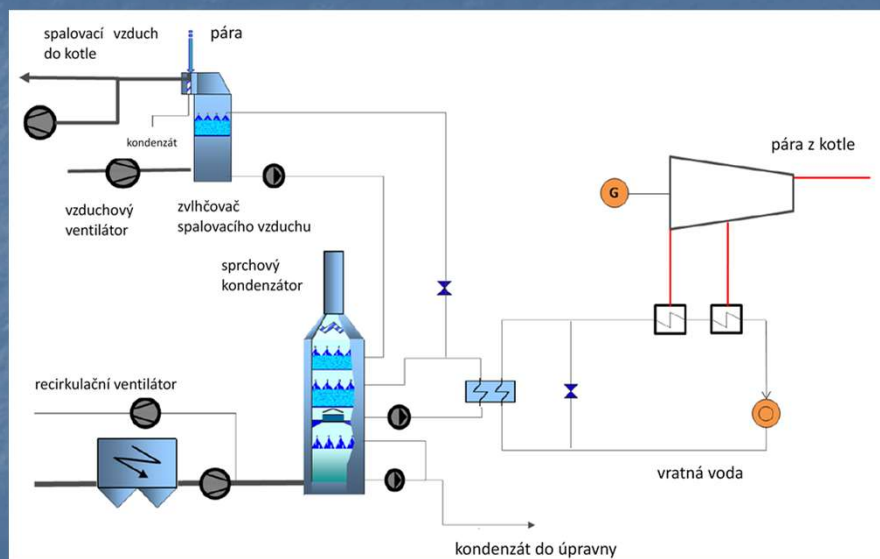 spalovací vzduch
do kotle
pára
kondenzát
pára z kotle
G
vzduchový
ventilátor
zvlhčovač
spalovacího vzduchu
sprchový
kondenzátor
recirkulační ventilátor
vratná voda
kondenzát do úpravny